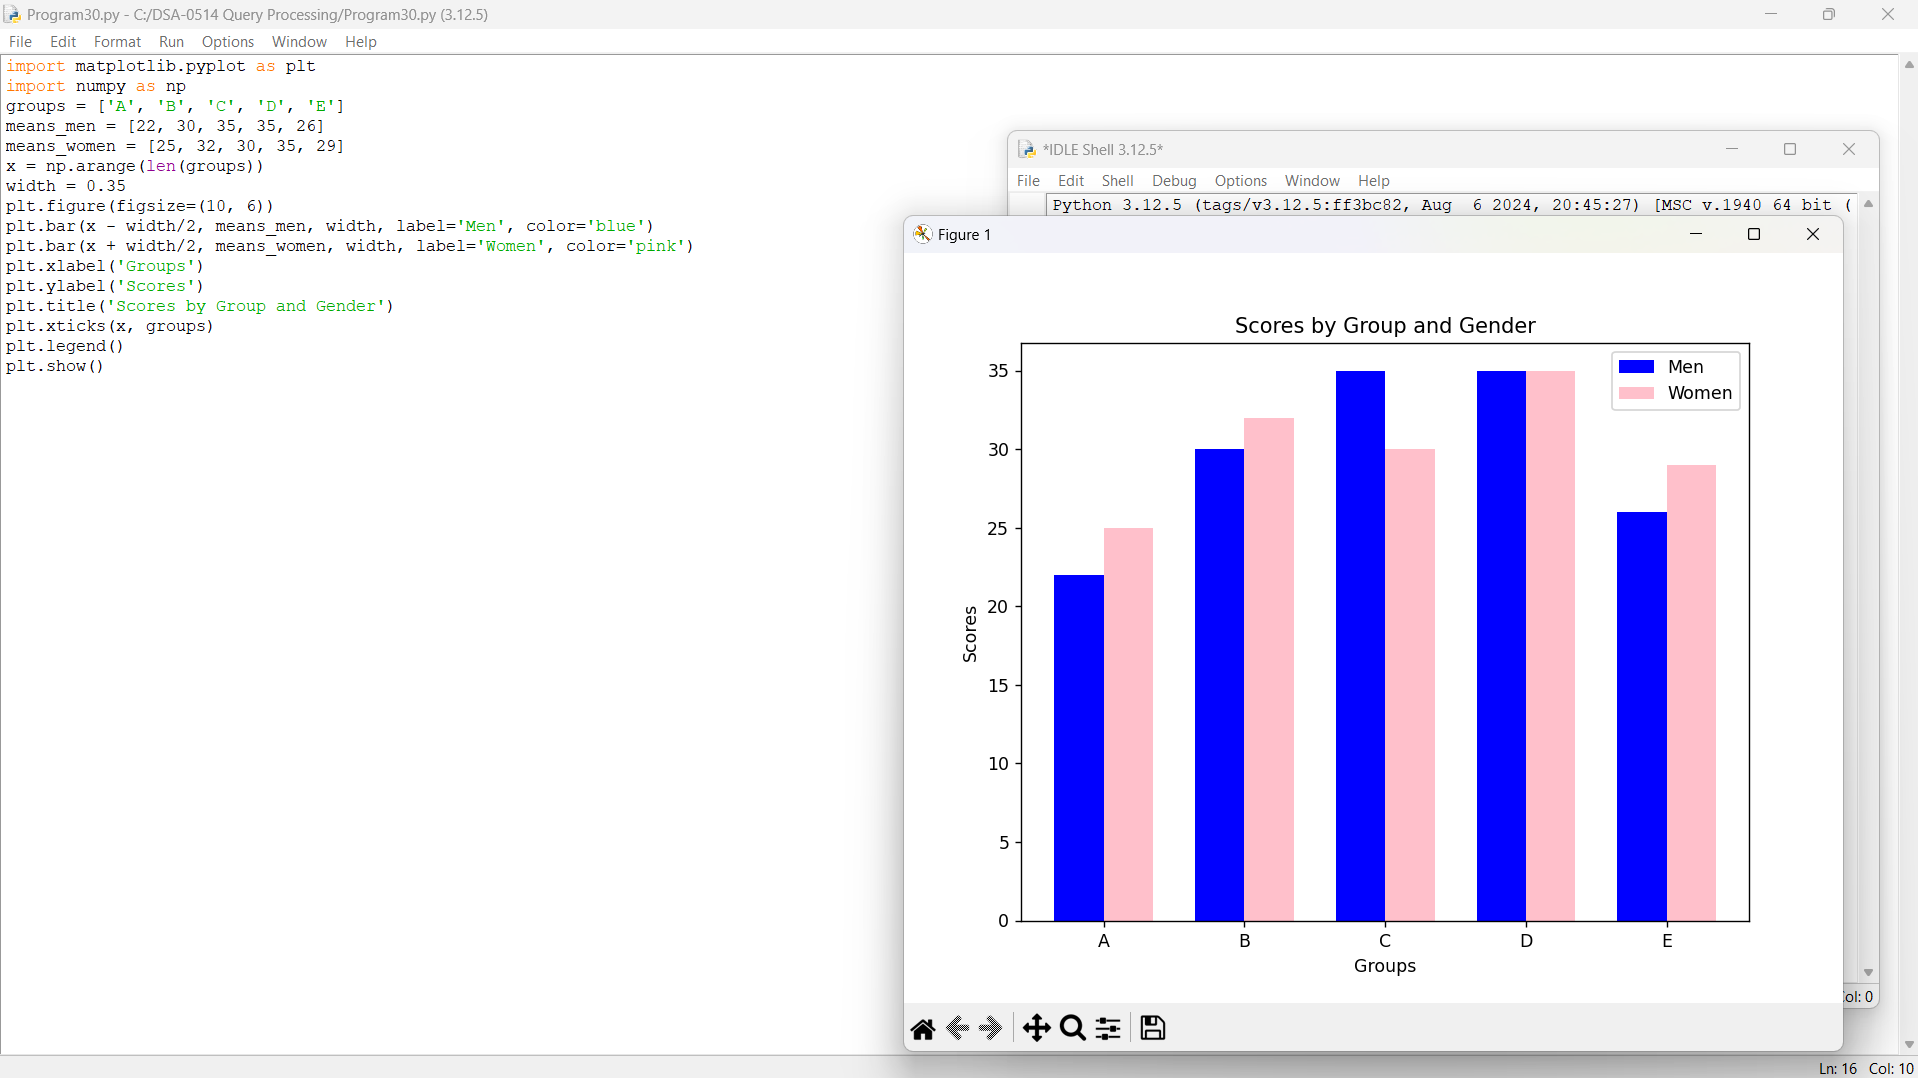 Program30.py - C:/DSA-0514 Query Processing/Program30.py (3.12.5)
File Edit Format Run Options Window Help
import matplotlib.pyplot as plt
import numpy as np
groups = ['A', 'B', 'C', 'D', 'E']
means_men = [22, 30, 35, 35, 26]
means_women = [25, 32, 30, 35, 29]
x = np.arange(len(groups))
width = 0.35
plt.figure(figsize=(10, 6))
plt.bar(x - width/2, means_men, width, label='Men', color='blue')
plt.bar(x + width/2, means_women, width, label='Women', color='pink')
plt.xlabel('Groups')
plt.ylabel('Scores')
plt.title('Scores by Group and Gender')
plt.xticks(x, groups)
plt.legend()
plt.show()
*IDLE Shell 3.12.5*
File Edit Shell Debug Options Window Help
Python 3.12.5 (tags/v3.12.5:ff3bc82, Aug  6 2024, 20:45:27) [MSC v.1940 64 bit (
Figure 1
Scores by Group and Gender
Men
Women
35
30
25
20
15
10
5
0
Scores
A B C D E
Groups
Col: 0
Ln: 16 Col: 10